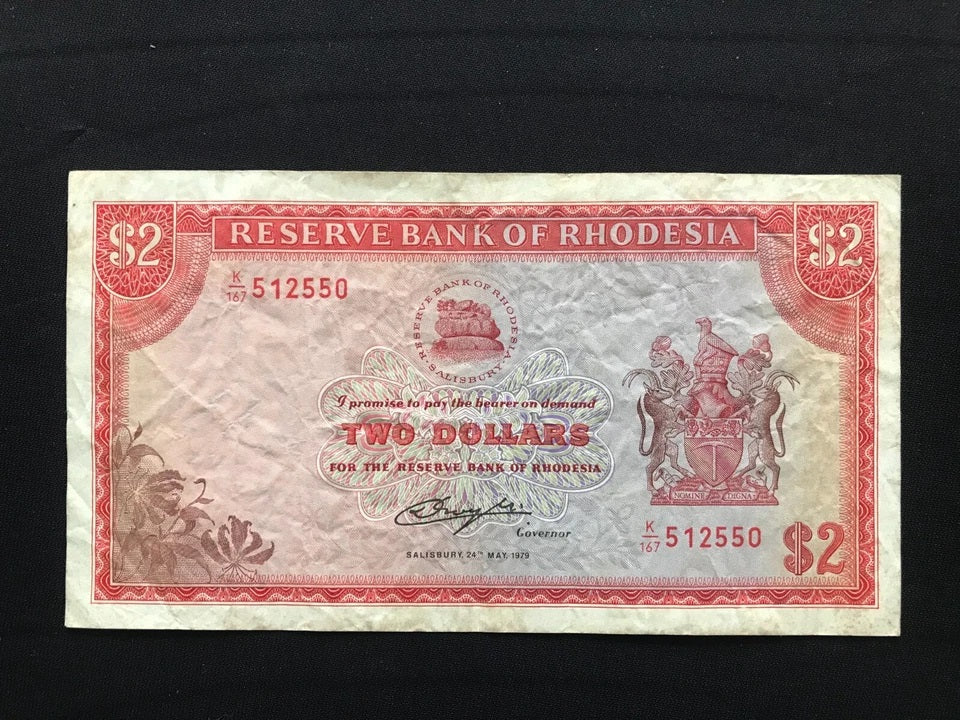 $2 RESERVE BANK OF RHODESIA $2
K/167 512550
RESERVE BANK OF RHODESIA
SALISBURY
I promise to pay the bearer on demand
TWO DOLLARS
FOR THE RESERVE BANK OF RHODESIA
Governor
SALISBURY, 24TH MAY, 1979
NOMINE DIGNA
K/167 512550 $2